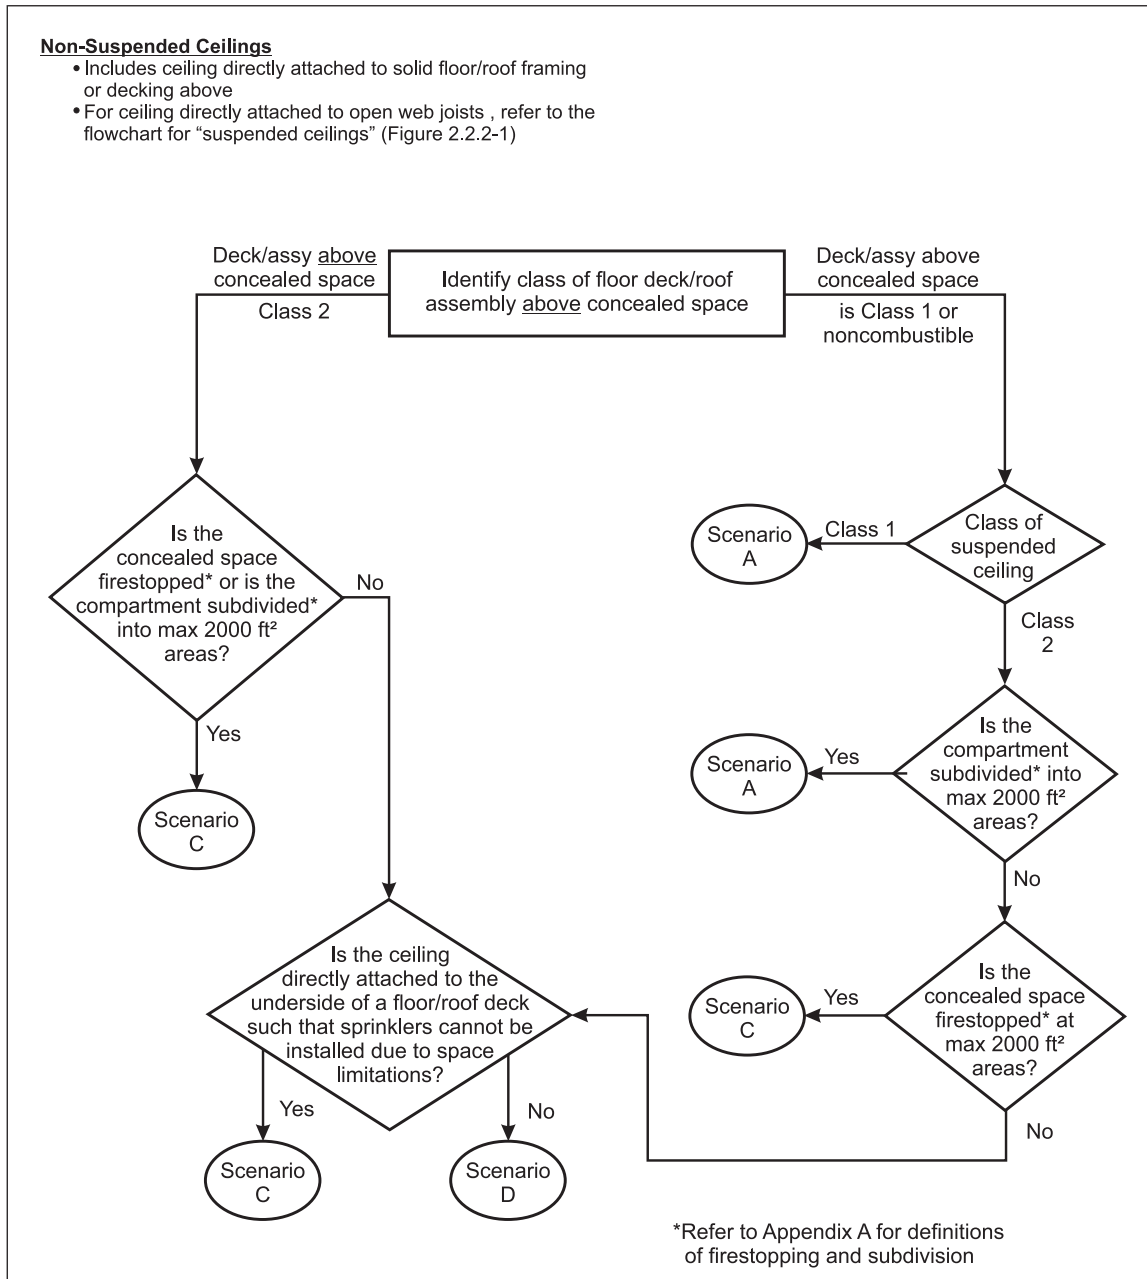 Non-Suspended Ceilings
• Includes ceiling directly attached to solid floor/roof framing
or decking above
• For ceiling directly attached to open web joists , refer to the
flowchart for “suspended ceilings” (Figure 2.2.2-1)
Deck/assy above
concealed space
Class 2
Identify class of floor deck/roof
assembly above concealed space
Deck/assy above
concealed space
is Class 1 or
noncombustible
Is the
concealed space
firestopped* or is the
compartment subdivided*
into max 2000 ft²
areas?
No
Yes
Scenario
C
Scenario
A
Class 1
Class of
suspended
ceiling
Class
2
Scenario
A
Yes
Is the
compartment
subdivided* into
max 2000 ft²
areas?
No
Is the ceiling
directly attached to the
underside of a floor/roof deck
such that sprinklers cannot be
installed due to space
limitations?
Yes
No
Scenario
C
Scenario
D
Scenario
C
Yes
Is the
concealed space
firestopped* at
max 2000 ft²
areas?
No
*Refer to Appendix A for definitions
of firestopping and subdivision